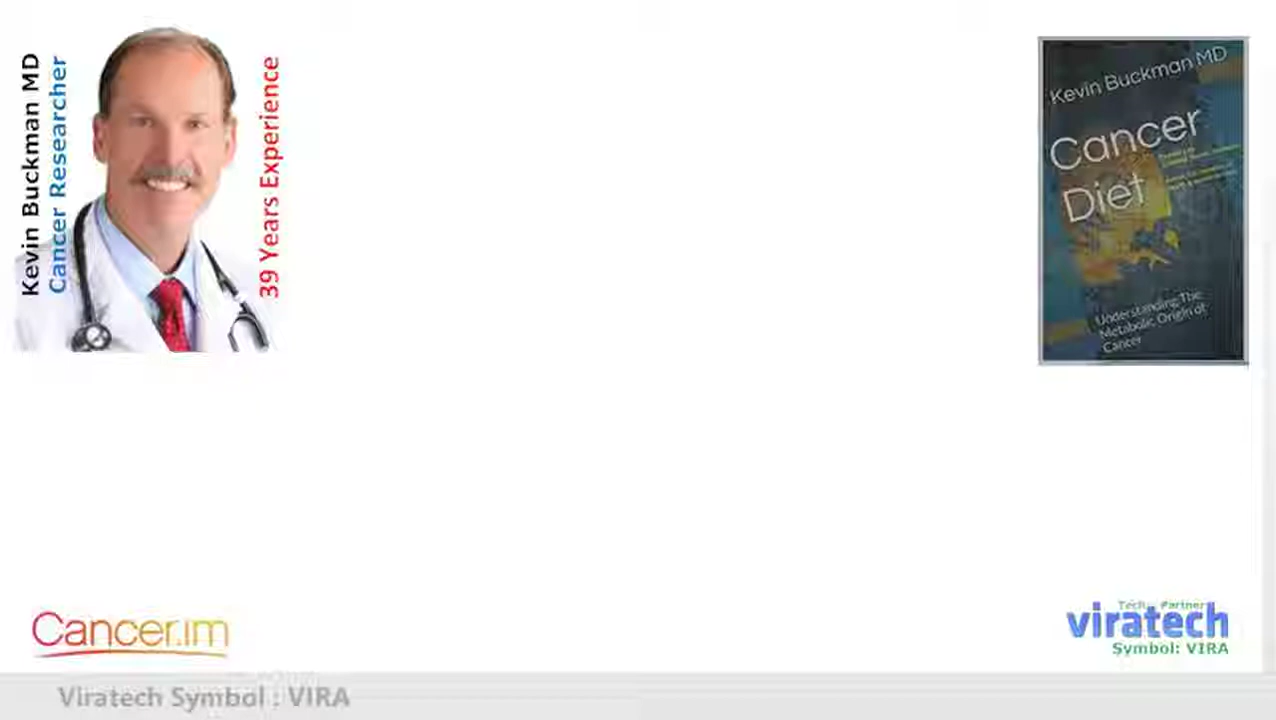 Kevin Buckman MD
Cancer Researcher
39 Years Experience
Kevin Buckman MD
Cancer
Diet
Understanding The
Metabolic Origin of
Cancer
Cancer.im
Tech Partner
viratech
Symbol: VIRA
Viratech Symbol : VIRA